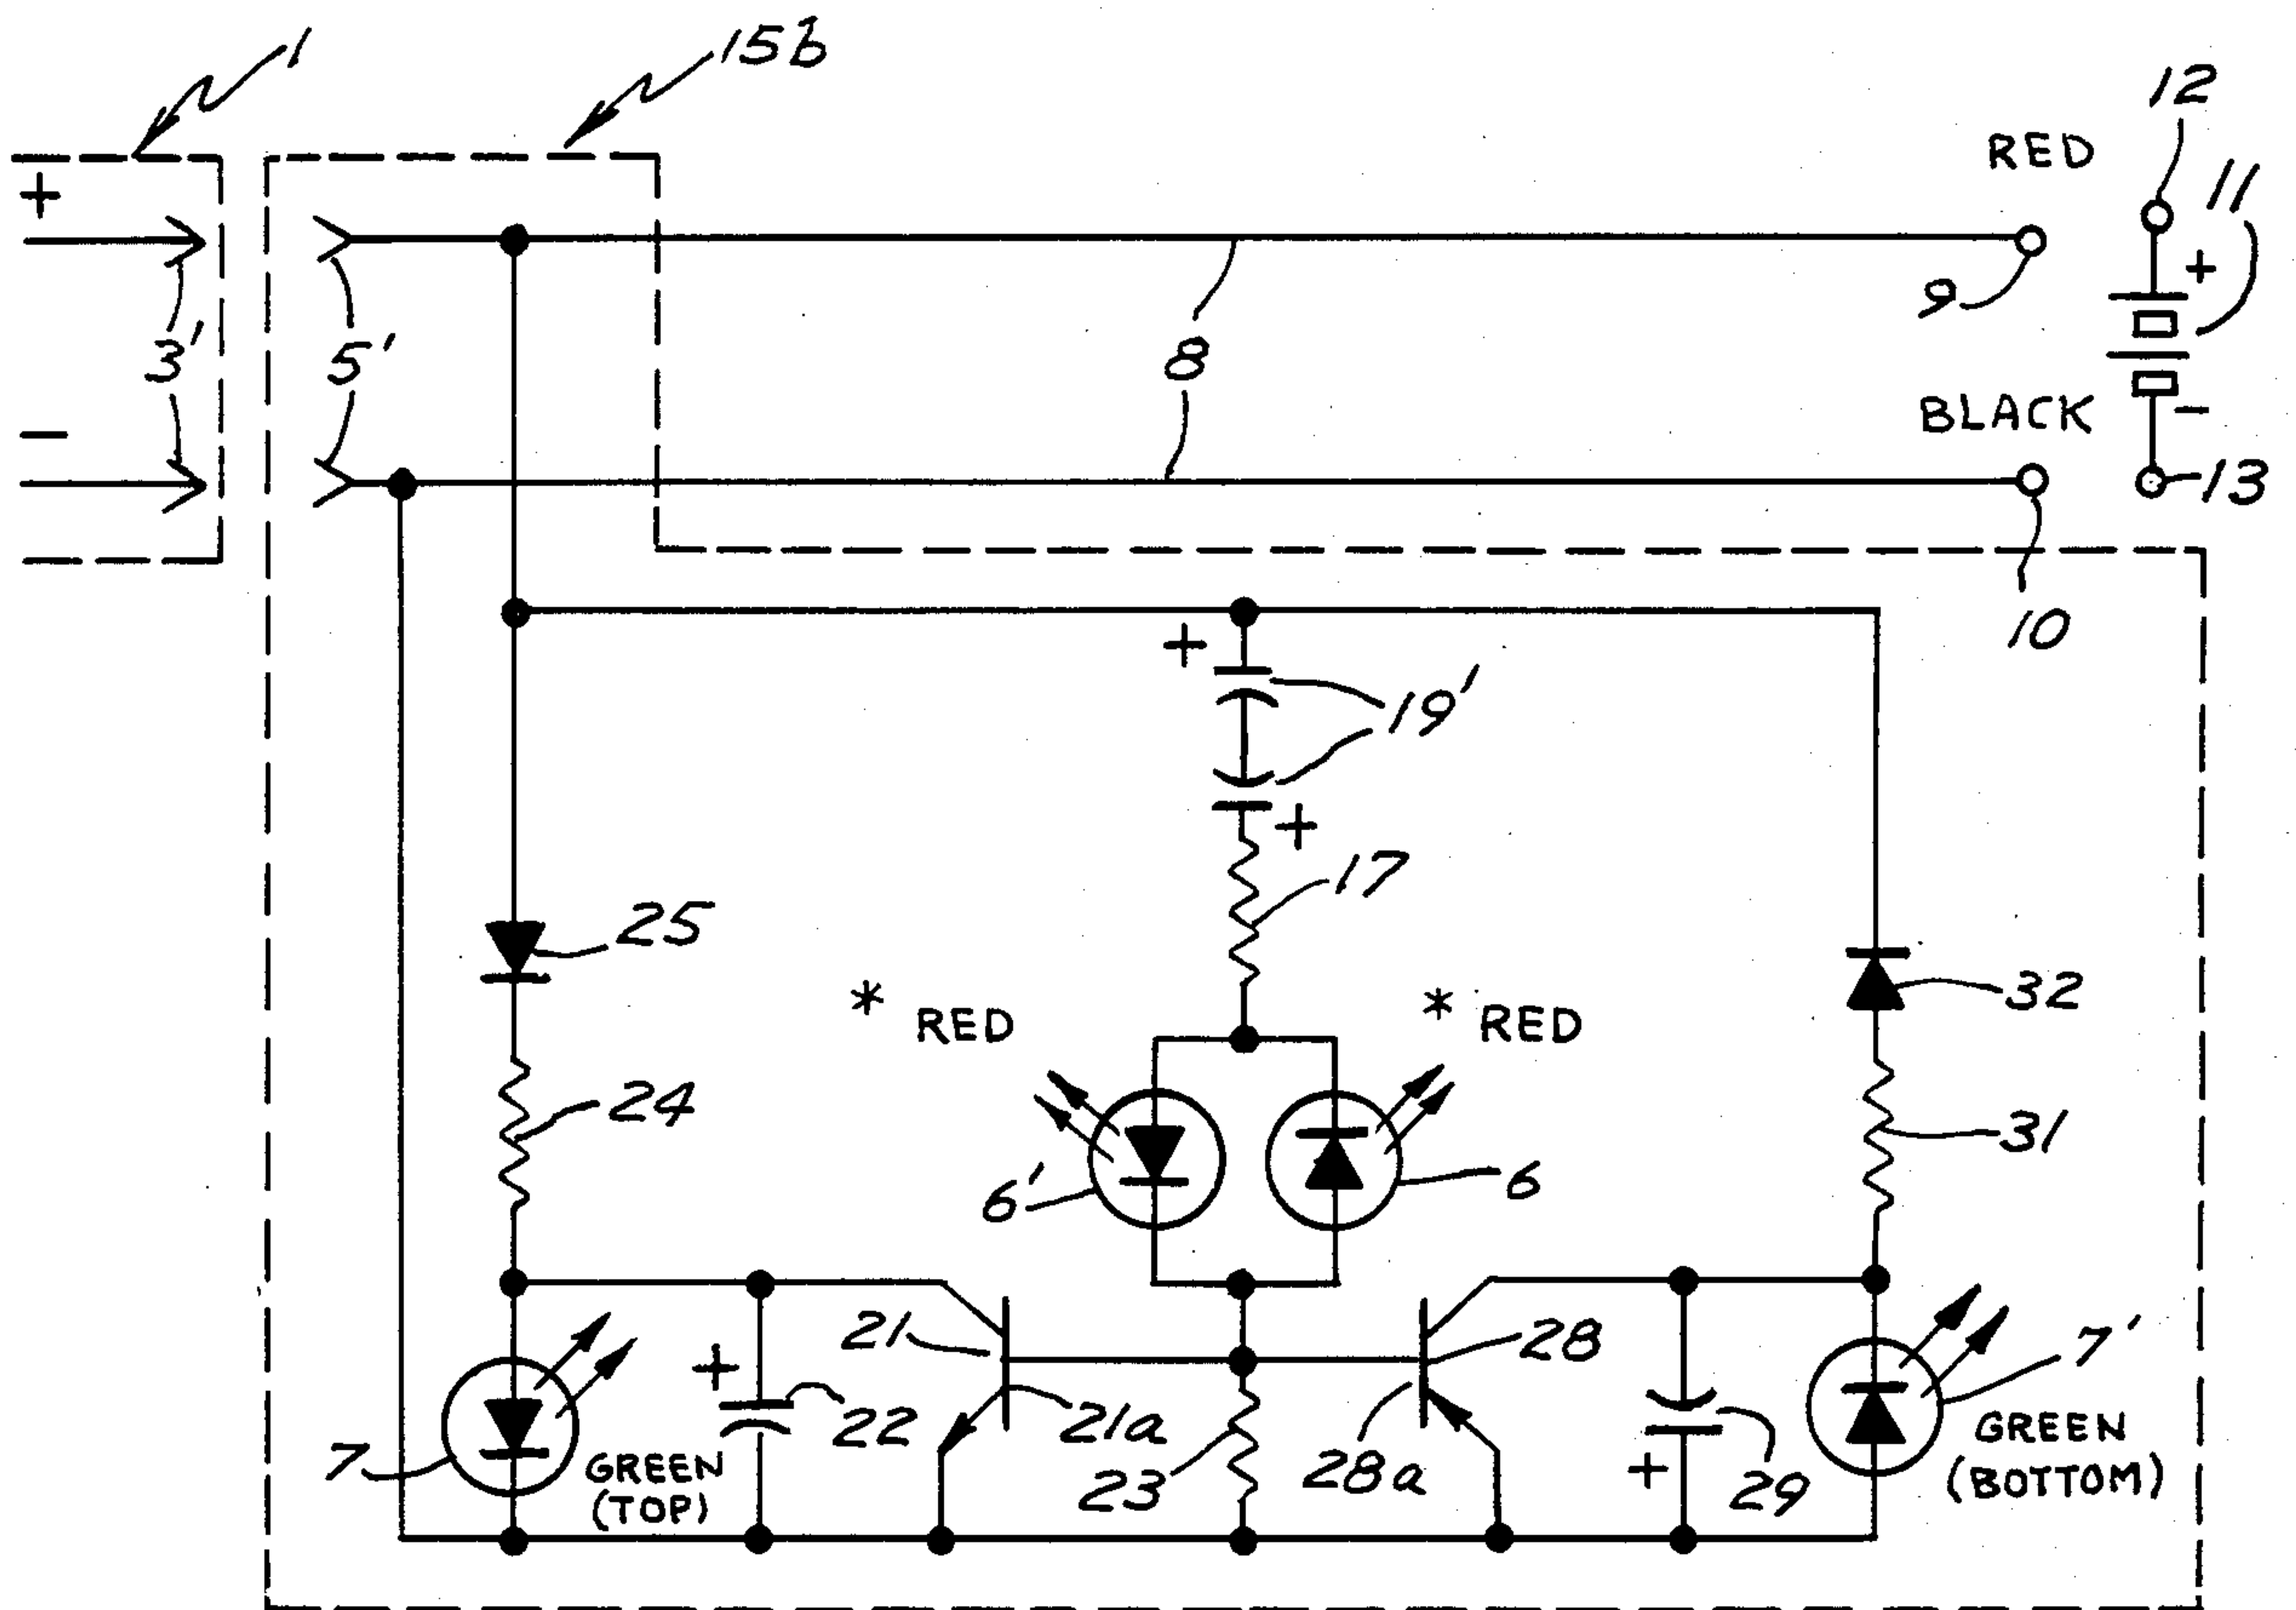 1
15b
12
RED
11
+
+
9
3'
5'
8
BLACK
-
-
13
10
+
19'
+
17
25
* RED
* RED
32
24
31
6'
6
21
28
7'
+
22
21a
7
GREEN
(TOP)
23
28a
+
29
GREEN
(BOTTOM)